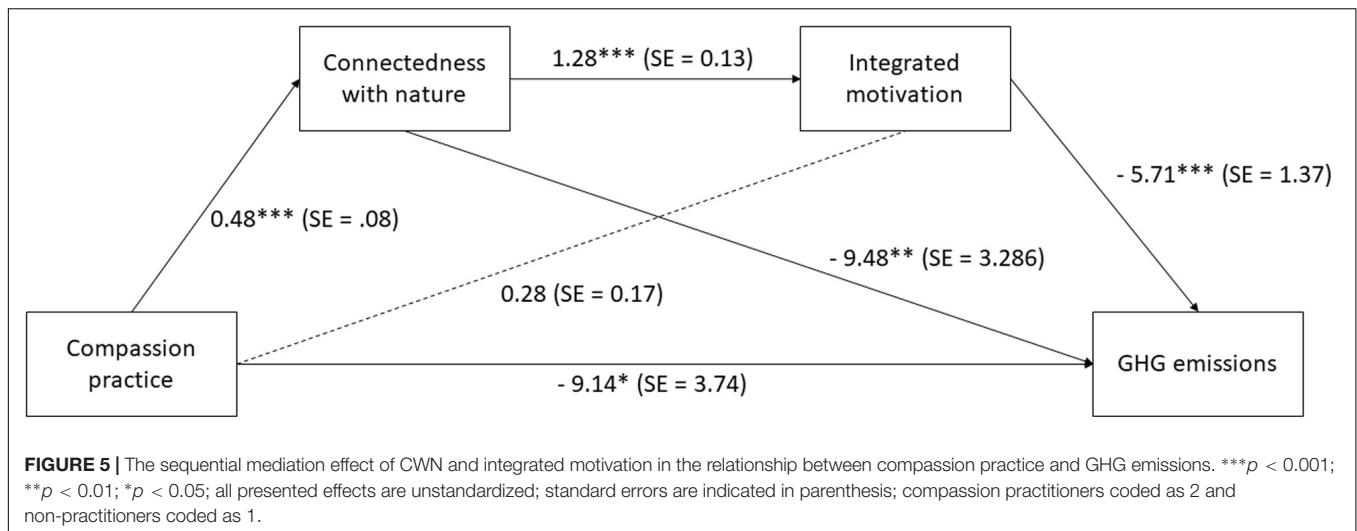 Connectedness
with nature
1.28*** (SE = 0.13)
Integrated
motivation
- 5.71*** (SE = 1.37)
0.48*** (SE = .08)
- 9.48** (SE = 3.286)
0.28 (SE = 0.17)
Compassion
practice
GHG emissions
- 9.14* (SE = 3.74)
FIGURE 5 | The sequential mediation effect of CWN and integrated motivation in the relationship between compassion practice and GHG emissions. ***p < 0.001;
**p < 0.01; *p < 0.05; all presented effects are unstandardized; standard errors are indicated in parenthesis; compassion practitioners coded as 2 and
non-practitioners coded as 1.